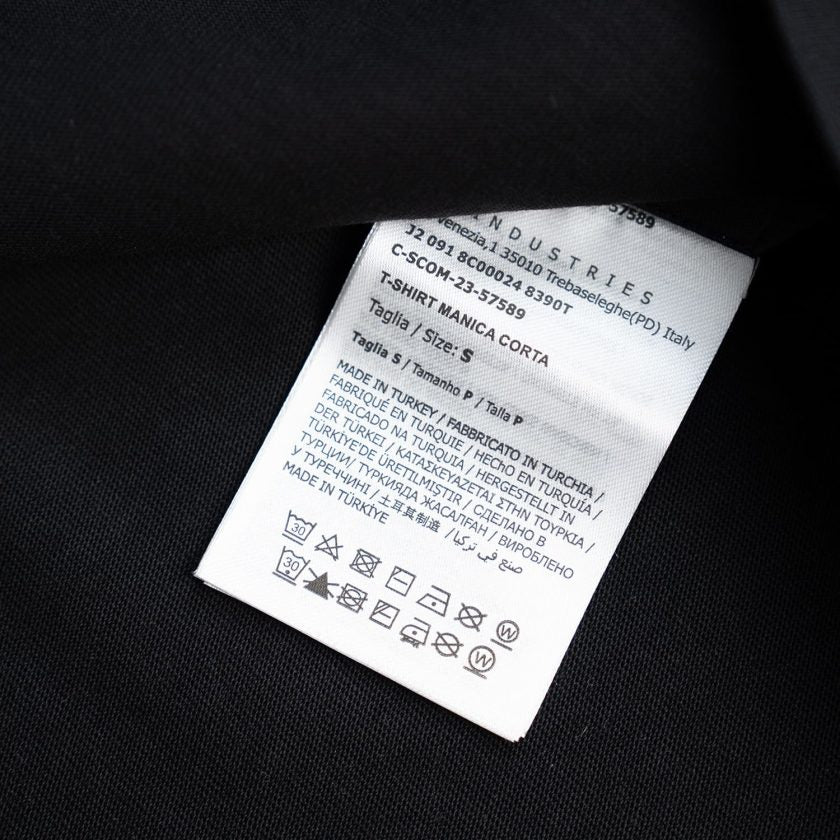 57589
INDUSTRIES
Venezia,1 35010 Trebaseleghe(PD) Italy
J2 091 8C00024 8390T
C-SCOM-23-57589
T-SHIRT MANICA CORTA
Taglia / Size: S
Taglia S / Tamanho P / Talla P
MADE IN TURKEY / FABBRICATO IN TURCHIA /
FABRIQUÉ EN TURQUIE / HECHO EN TURQUÍA /
FABRICADO NA TURQUIA / HERGESTELLT IN
DER TÜRKEI / ΚΑΤΑΣΚΕΥΑΖΕΤΑΙ ΣΤΗΝ ΤΟΥΡΚΙΑ /
TÜRKİYE'DE ÜRETİLMİŞTİR / СДЕЛАНО В
ТУРЦИИ / ТҮРКИЯДА ЖАСАЛҒАН / ВИРОБЛЕНО
У ТУРЕЧЧИНІ / 土耳其制造 / صنع في تركيا
MADE IN TÜRKİYE
30 W
30 W